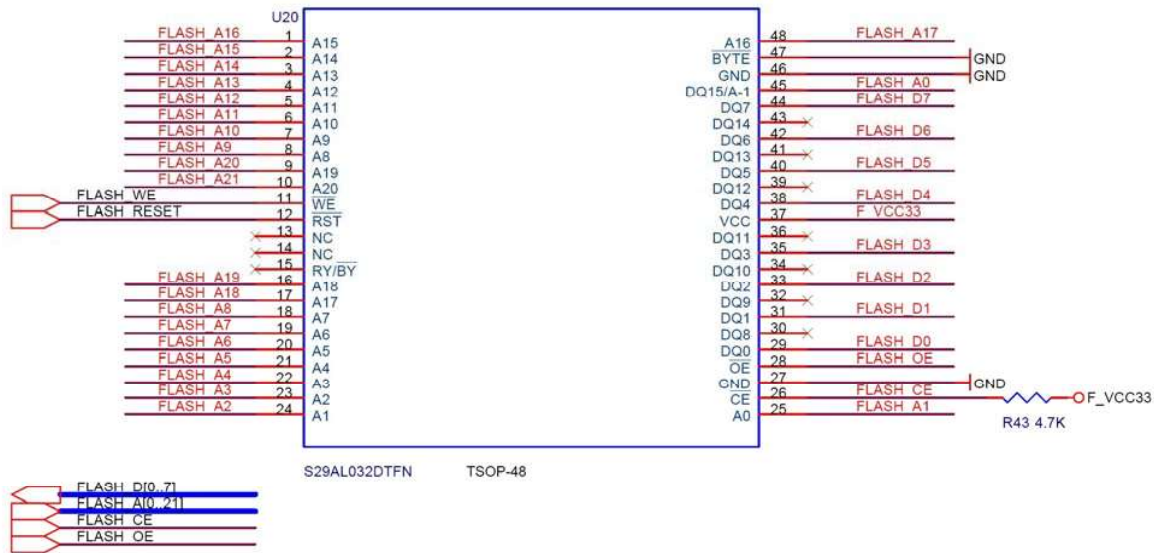 U20
FLASH_A16 1 A15 A16 48 FLASH_A17
FLASH_A15 2 A14 BYTE 47 GND
FLASH_A14 3 A13 GND 46 GND
FLASH_A13 4 A12 DQ15/A-1 45 FLASH_A0
FLASH_A12 5 A11 DQ7 44 FLASH_D7
FLASH_A11 6 A10 DQ14 43
FLASH_A10 7 A9 DQ6 42 FLASH_D6
FLASH_A9 8 A8 DQ13 41
FLASH_A20 9 A19 DQ5 40 FLASH_D5
FLASH_A21 10 A20 DQ12 39
FLASH_WE 11 WE DQ4 38 FLASH_D4
FLASH_RESET 12 RST VCC 37 F_VCC33
13 NC DQ11 36
14 NC DQ3 35 FLASH_D3
15 RY/BY DQ10 34
FLASH_A19 16 A18 DQ2 33 FLASH_D2
FLASH_A18 17 A17 DQ9 32
FLASH_A8 18 A7 DQ1 31 FLASH_D1
FLASH_A7 19 A6 DQ8 30
FLASH_A6 20 A5 DQ0 29 FLASH_D0
FLASH_A5 21 A4 OE 28 FLASH_OE
FLASH_A4 22 A3 GND 27 GND
FLASH_A3 23 A2 CE 26 FLASH_CE F_VCC33
FLASH_A2 24 A1 A0 25 FLASH_A1
R43 4.7K
S29AL032DTFN TSOP-48
FLASH_D[0..7]
FLASH_A[0..21]
FLASH_CE
FLASH_OE